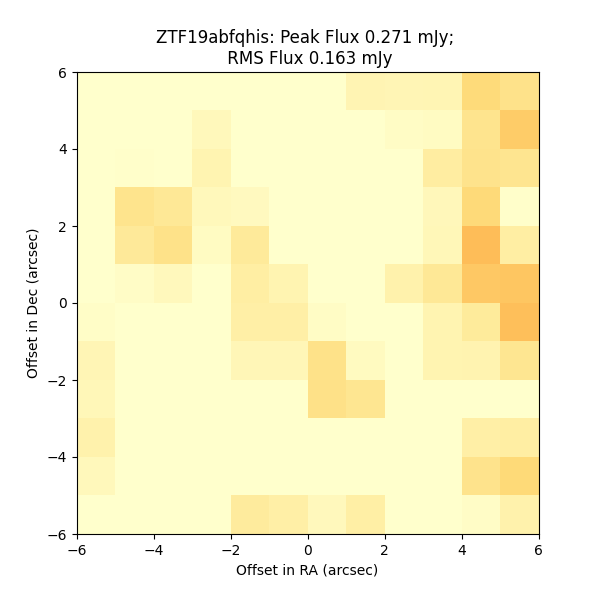 ZTF19abfqhis: Peak Flux 0.271 mJy;
RMS Flux 0.163 mJy
6
4
2
0
−2
−4
−6
Offset in Dec (arcsec)
−6 −4 −2 0 2 4 6
Offset in RA (arcsec)